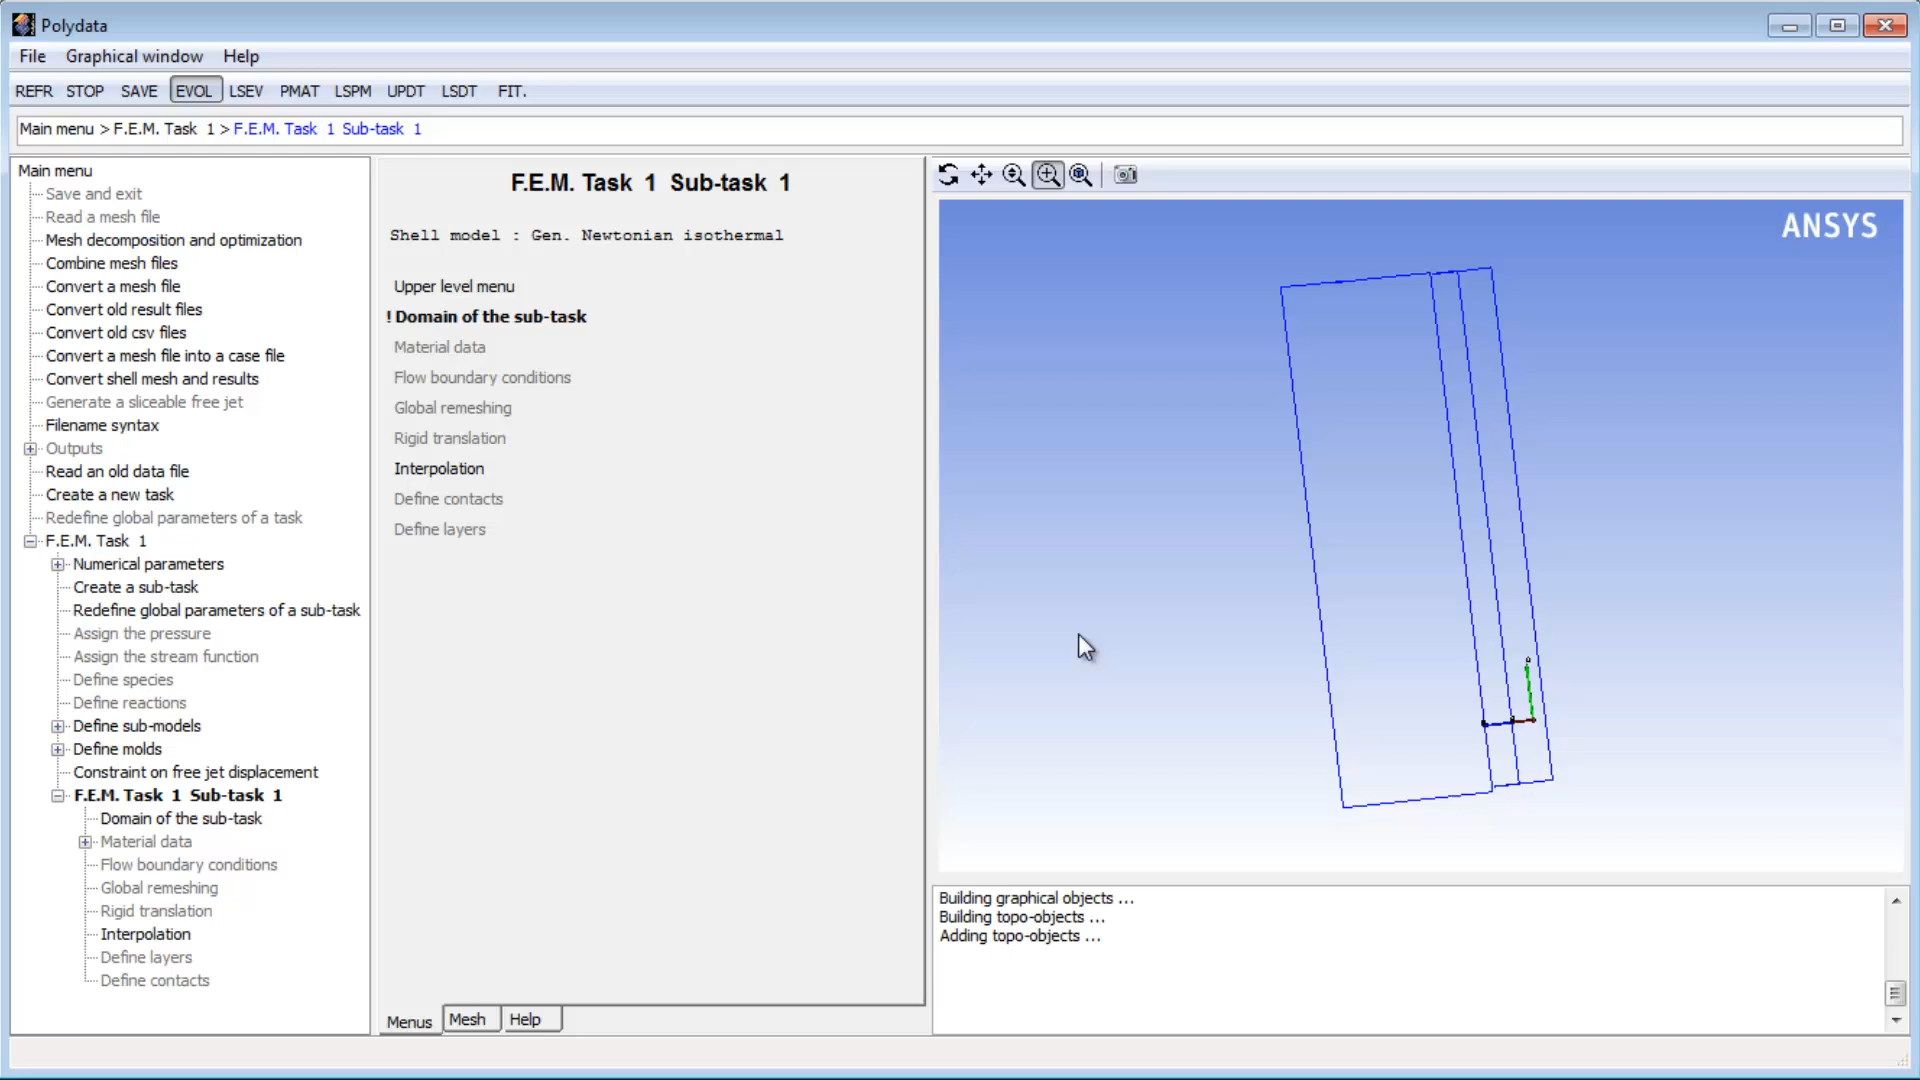 Polydata
File Graphical window Help
REFR STOP SAVE EVOL LSEV PMAT LSPM UPDT LSDT FIT.
Main menu > F.E.M. Task 1 > F.E.M. Task 1 Sub-task 1
Main menu
Save and exit
Read a mesh file
Mesh decomposition and optimization
Combine mesh files
Convert a mesh file
Convert old result files
Convert old csv files
Convert a mesh file into a case file
Convert shell mesh and results
Generate a sliceable free jet
Filename syntax
Outputs
Read an old data file
Create a new task
Redefine global parameters of a task
F.E.M. Task 1
Numerical parameters
Create a sub-task
Redefine global parameters of a sub-task
Assign the pressure
Assign the stream function
Define species
Define reactions
Define sub-models
Define molds
Constraint on free jet displacement
F.E.M. Task 1 Sub-task 1
Domain of the sub-task
Material data
Flow boundary conditions
Global remeshing
Rigid translation
Interpolation
Define layers
Define contacts
F.E.M. Task 1 Sub-task 1
Shell model : Gen. Newtonian isothermal
Upper level menu
! Domain of the sub-task
Material data
Flow boundary conditions
Global remeshing
Rigid translation
Interpolation
Define contacts
Define layers
Menus Mesh Help
ANSYS
Building graphical objects ...
Building topo-objects ...
Adding topo-objects ...